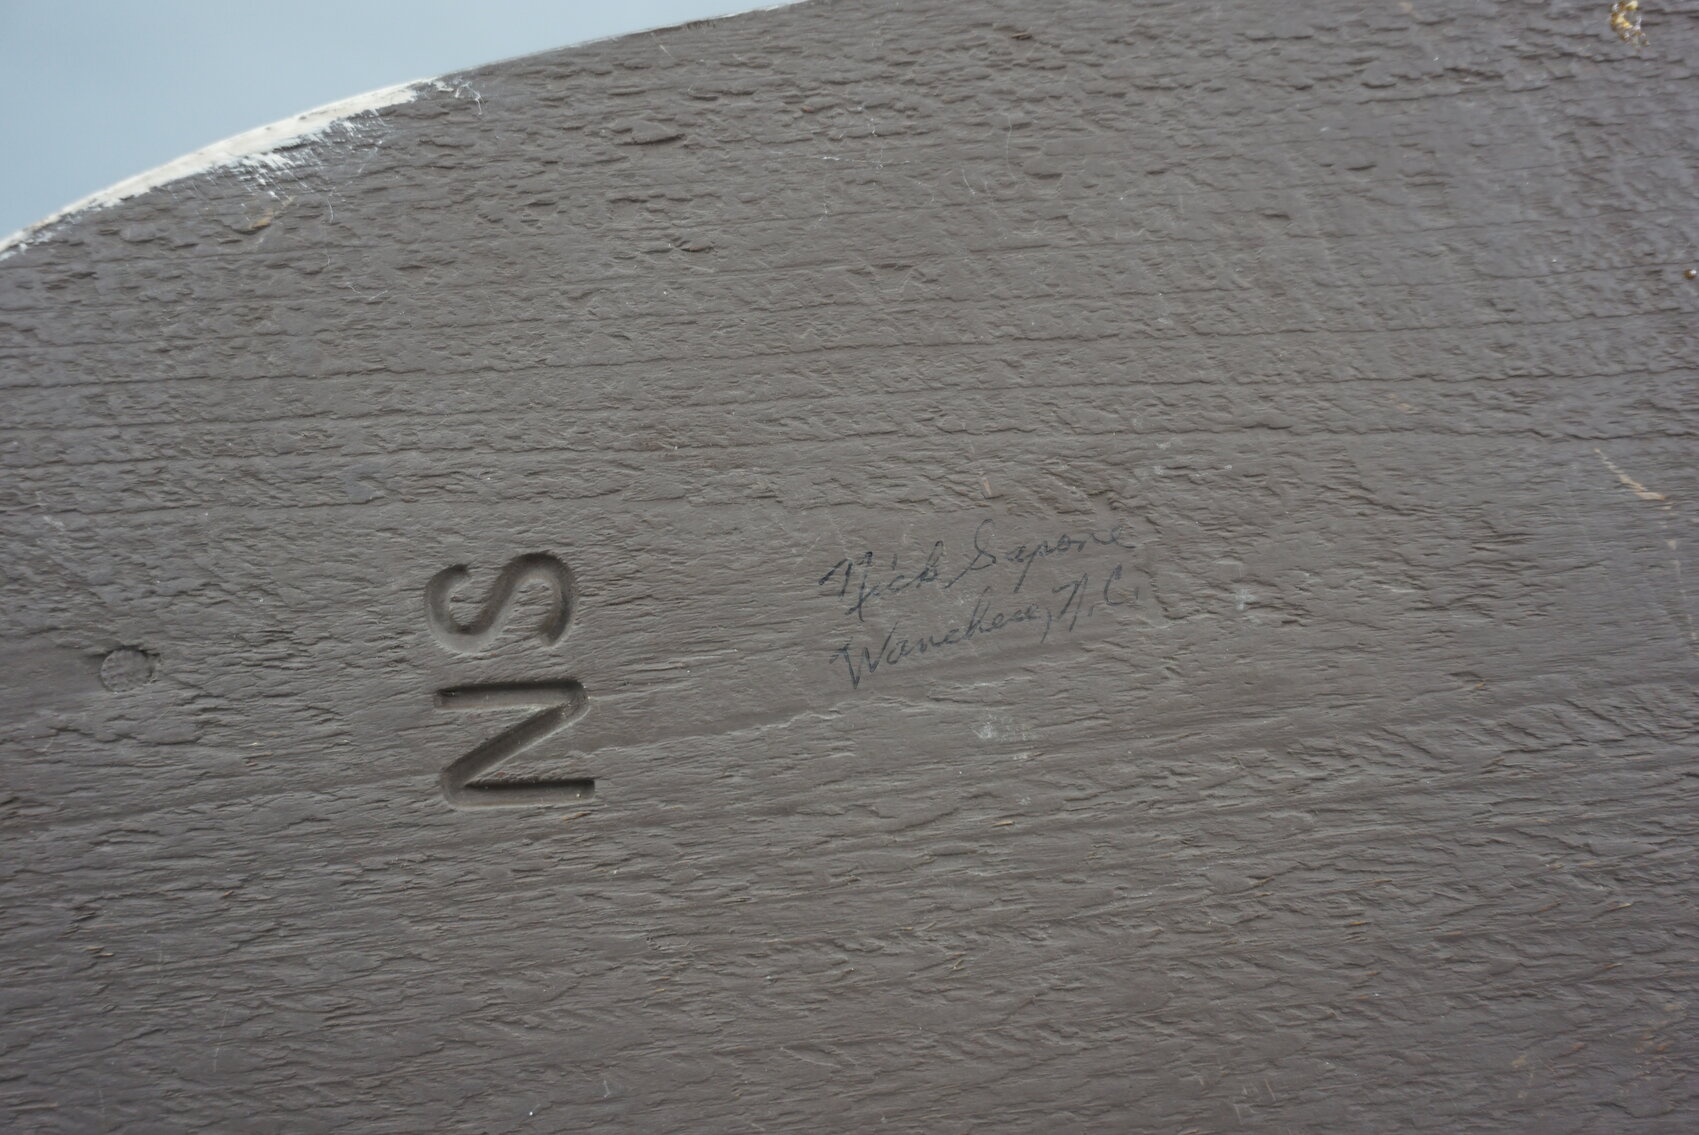 NS
Nick Sapone
Wanchese, N.C.